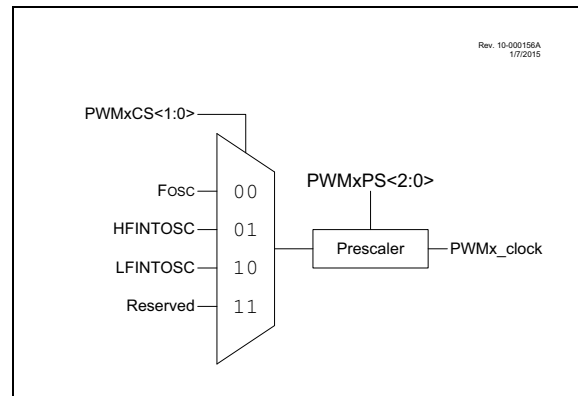 Rev. 10-000156A
1/7/2015
PWMxCS<1:0>
FOSC
00
PWMxPS<2:0>
HFINTOSC
01
Prescaler
PWMx_clock
LFINTOSC
10
Reserved
11